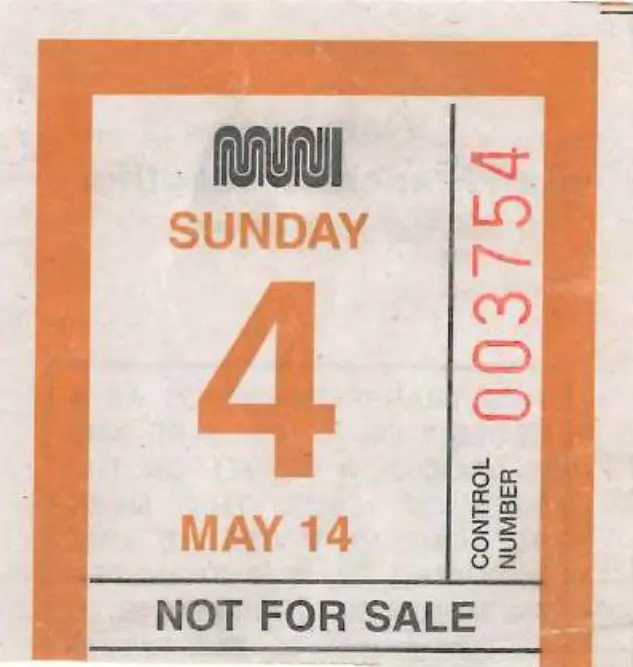 MUNI
SUNDAY
4
MAY 14
CONTROL
NUMBER
003754
NOT FOR SALE